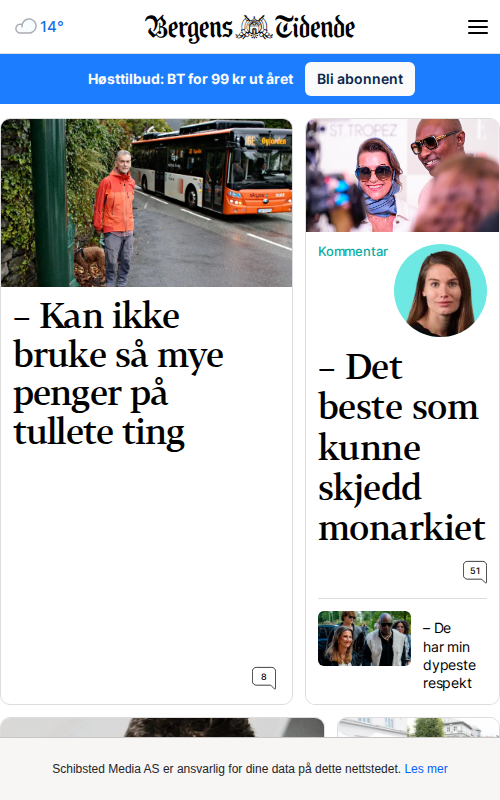 14°
Bergens Tidende
Høsttilbud: BT for 99 kr ut året
Bli abonnent
– Kan ikke
bruke så mye
penger på
tullete ting
8
ST. TROPEZ
Kommentar
– Det
beste som
kunne
skjedd
monarkiet
51
– De
har min
dypeste
respekt
Schibsted Media AS er ansvarlig for dine data på dette nettstedet. Les mer